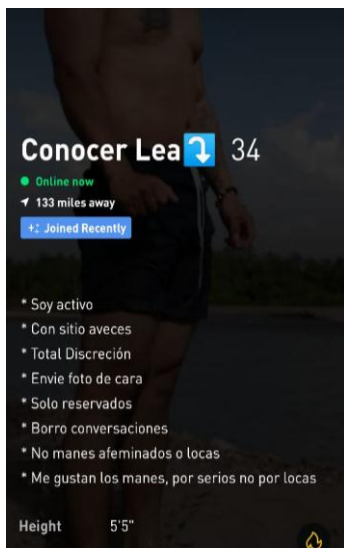 Conocer Lea⤵️ 34
Online now
133 miles away
Joined Recently
* Soy activo
* Con sitio aveces
* Total Discreción
* Envie foto de cara
* Solo reservados
* Borro conversaciones
* No manes afeminados o locas
* Me gustan los manes, por serios no por locas
Height 5'5"